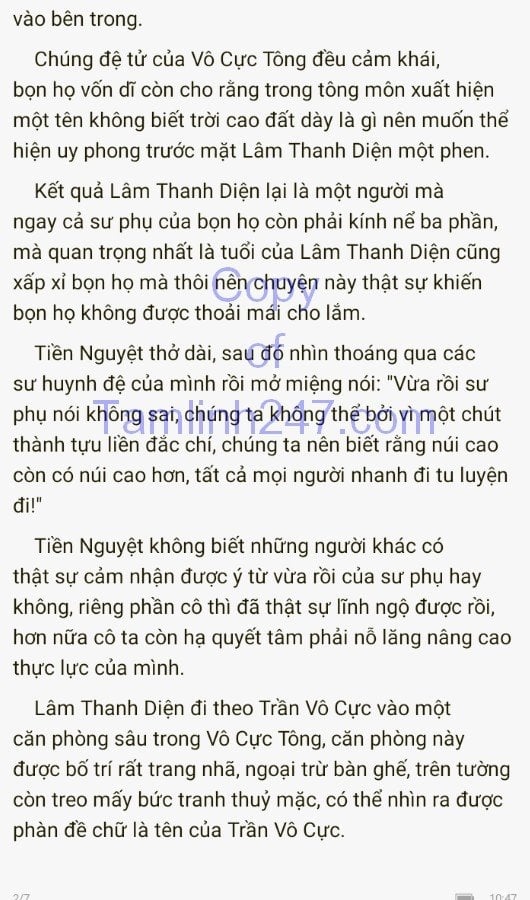 vào bên trong.
Chúng đệ tử của Vô Cực Tông đều cảm khái,
bọn họ vốn dĩ còn cho rằng trong tông môn xuất hiện
một tên không biết trời cao đất dày là gì nên muốn thể
hiện uy phong trước mặt Lâm Thanh Diện một phen.
Kết quả Lâm Thanh Diện lại là một người mà
ngay cả sư phụ của bọn họ còn phải kính nể ba phần,
mà quan trọng nhất là tuổi của Lâm Thanh Diện cũng
xấp xỉ bọn họ mà thôi nên chuyện này thật sự khiến
Copy
bọn họ không được thoải mái cho lắm.
of
Tiền Nguyệt thở dài, sau đó nhìn thoáng qua các
sư huynh đệ của mình rồi mở miệng nói: "Vừa rồi sư
phụ nói không sai, chúng ta không thể bởi vì một chút
Tamlinh247.com
thành tựu liền đắc chí, chúng ta nên biết rằng núi cao
còn có núi cao hơn, tất cả mọi người nhanh đi tu luyện
đi!"
Tiền Nguyệt không biết những người khác có
thật sự cảm nhận được ý từ vừa rồi của sư phụ hay
không, riêng phần cô thì đã thật sự lĩnh ngộ được rồi,
hơn nữa cô ta còn hạ quyết tâm phải nỗ lăng nâng cao
thực lực của mình.
Lâm Thanh Diện đi theo Trần Vô Cực vào một
căn phòng sâu trong Vô Cực Tông, căn phòng này
được bố trí rất trang nhã, ngoại trừ bàn ghế, trên tường
còn treo mấy bức tranh thuỷ mặc, có thể nhìn ra được
phàn đề chữ là tên của Trần Vô Cực.
2/7
10:47